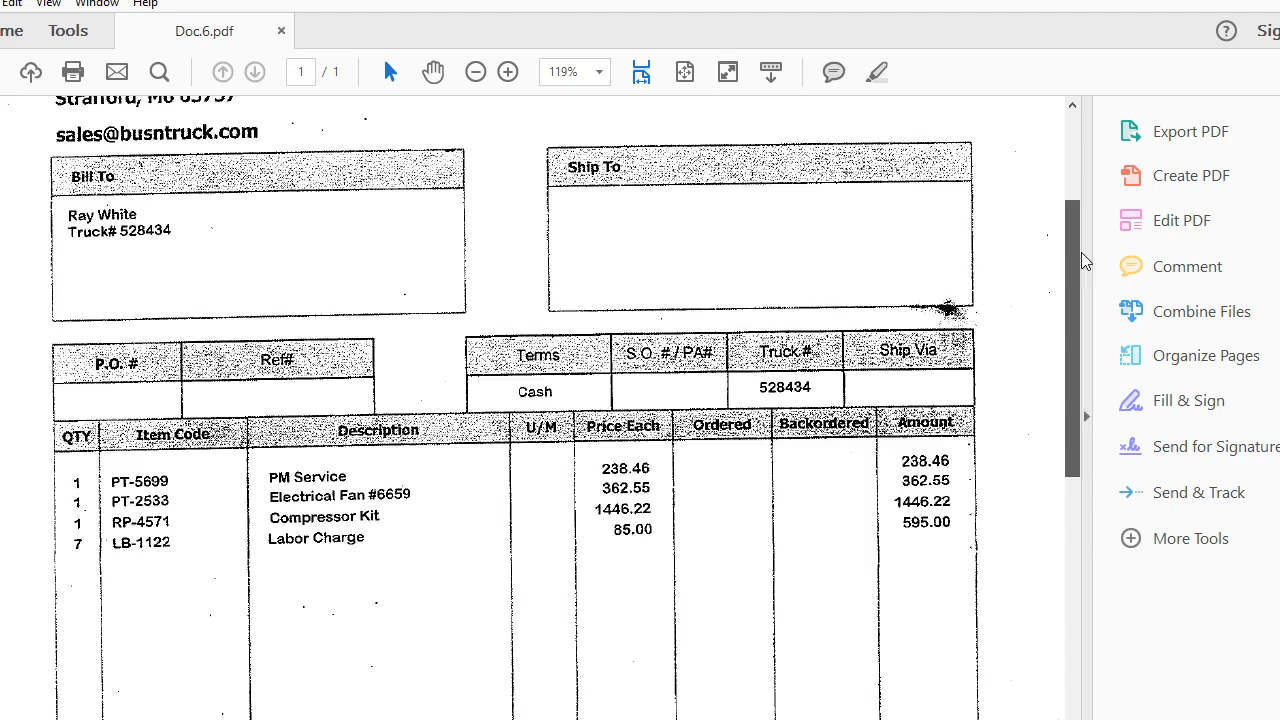 Edit View Window Help
me Tools Doc.6.pdf × ? Sig
1 / 1 119%
Strafford, Mo 65757
sales@busntruck.com
Bill To
Ray White
Truck# 528434
Ship To
P.O. # Ref#
Terms S.O. # / PA# Truck # Ship Via
Cash 528434
QTY Item Code Description U/M Price Each Ordered Backordered Amount
1 PT-5699 PM Service 238.46 238.46
1 PT-2533 Electrical Fan #6659 362.55 362.55
1 RP-4571 Compressor Kit 1446.22 1446.22
7 LB-1122 Labor Charge 85.00 595.00
Export PDF
Create PDF
Edit PDF
Comment
Combine Files
Organize Pages
Fill & Sign
Send for Signature
Send & Track
More Tools